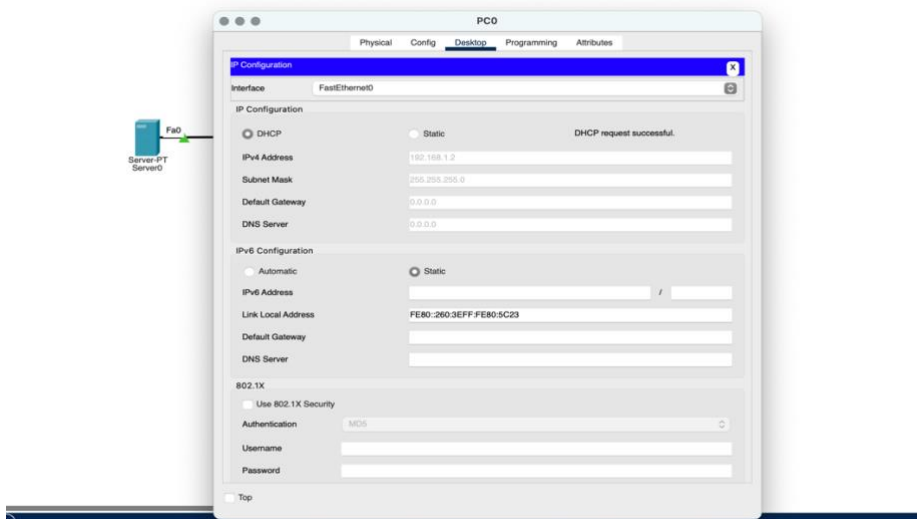 PC0
Physical Config Desktop Programming Attributes
IP Configuration X
Interface FastEthernet0
IP Configuration
DHCP Static DHCP request successful.
IPv4 Address 192.168.1.2
Subnet Mask 255.255.255.0
Default Gateway 0.0.0.0
DNS Server 0.0.0.0
IPv6 Configuration
Automatic Static
IPv6 Address /
Link Local Address FE80::260:3EFF:FE80:5C23
Default Gateway
DNS Server
802.1X
Use 802.1X Security
Authentication MD5
Username
Password
Top
Fa0
Server-PT
Server0